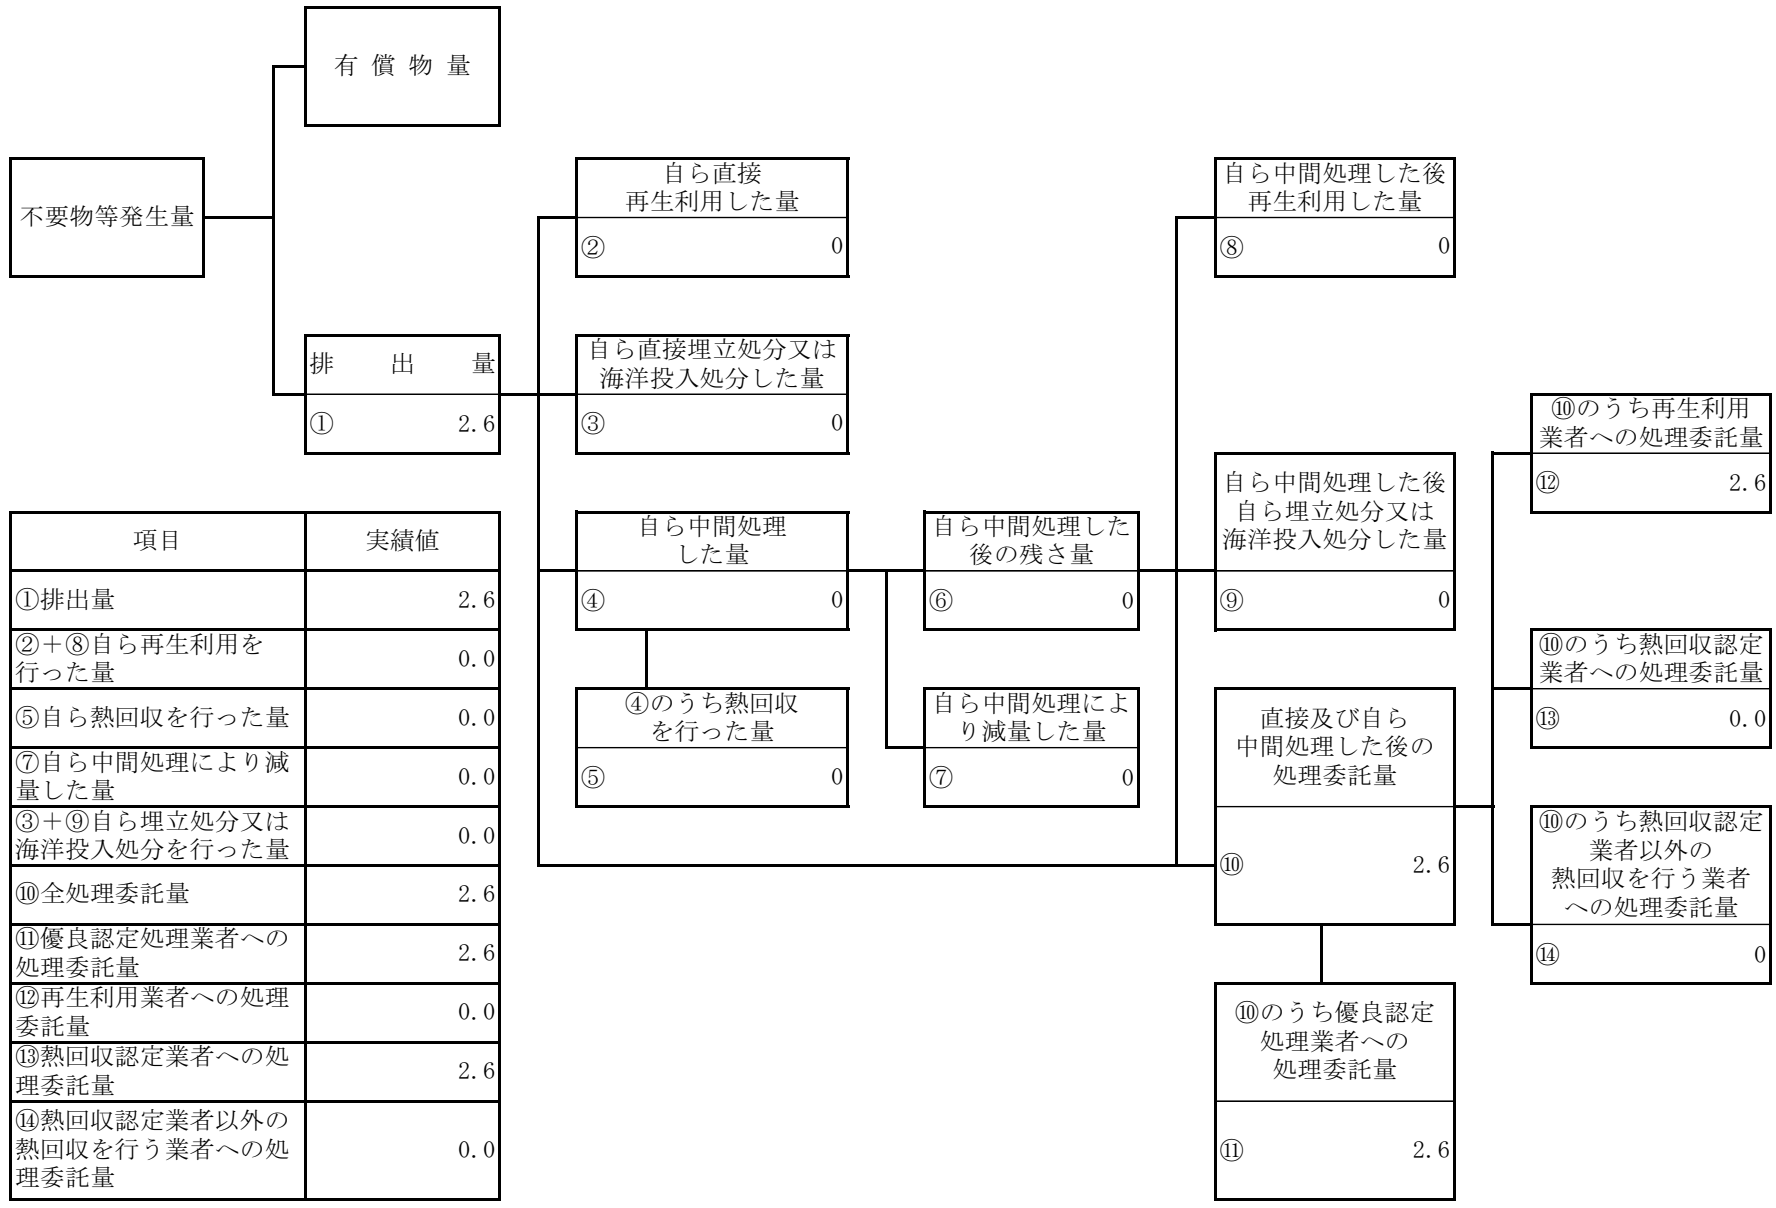 有 償 物 量
不要物等発生量
自ら直接
再生利用した量
② 0
自ら中間処理した後
再生利用した量
⑧ 0
排 出 量
① 2.6
自ら直接埋立処分又は
海洋投入処分した量
③ 0
⑩のうち再生利用
業者への処理委託量
⑫ 2.6
自ら中間処理
した量
④ 0
自ら中間処理した
後の残さ量
⑥ 0
自ら中間処理した後
自ら埋立処分又は
海洋投入処分した量
⑨ 0
⑩のうち熱回収認定
業者への処理委託量
⑬ 0.0
④のうち熱回収
を行った量
⑤ 0
自ら中間処理によ
り減量した量
⑦ 0
直接及び自ら
中間処理した後の
処理委託量
⑩ 2.6
⑩のうち熱回収認定
業者以外の
熱回収を行う業者
への処理委託量
⑭ 0
⑩のうち優良認定
処理業者への
処理委託量
⑪ 2.6
項目 実績値
①排出量 2.6
②＋⑧自ら再生利用を
行った量 0.0
⑤自ら熱回収を行った量 0.0
⑦自ら中間処理により減
量した量 0.0
③＋⑨自ら埋立処分又は
海洋投入処分を行った量 0.0
⑩全処理委託量 2.6
⑪優良認定処理業者への
処理委託量 2.6
⑫再生利用業者への処理
委託量 0.0
⑬熱回収認定業者への処
理委託量 2.6
⑭熱回収認定業者以外の
熱回収を行う業者への処
理委託量 0.0